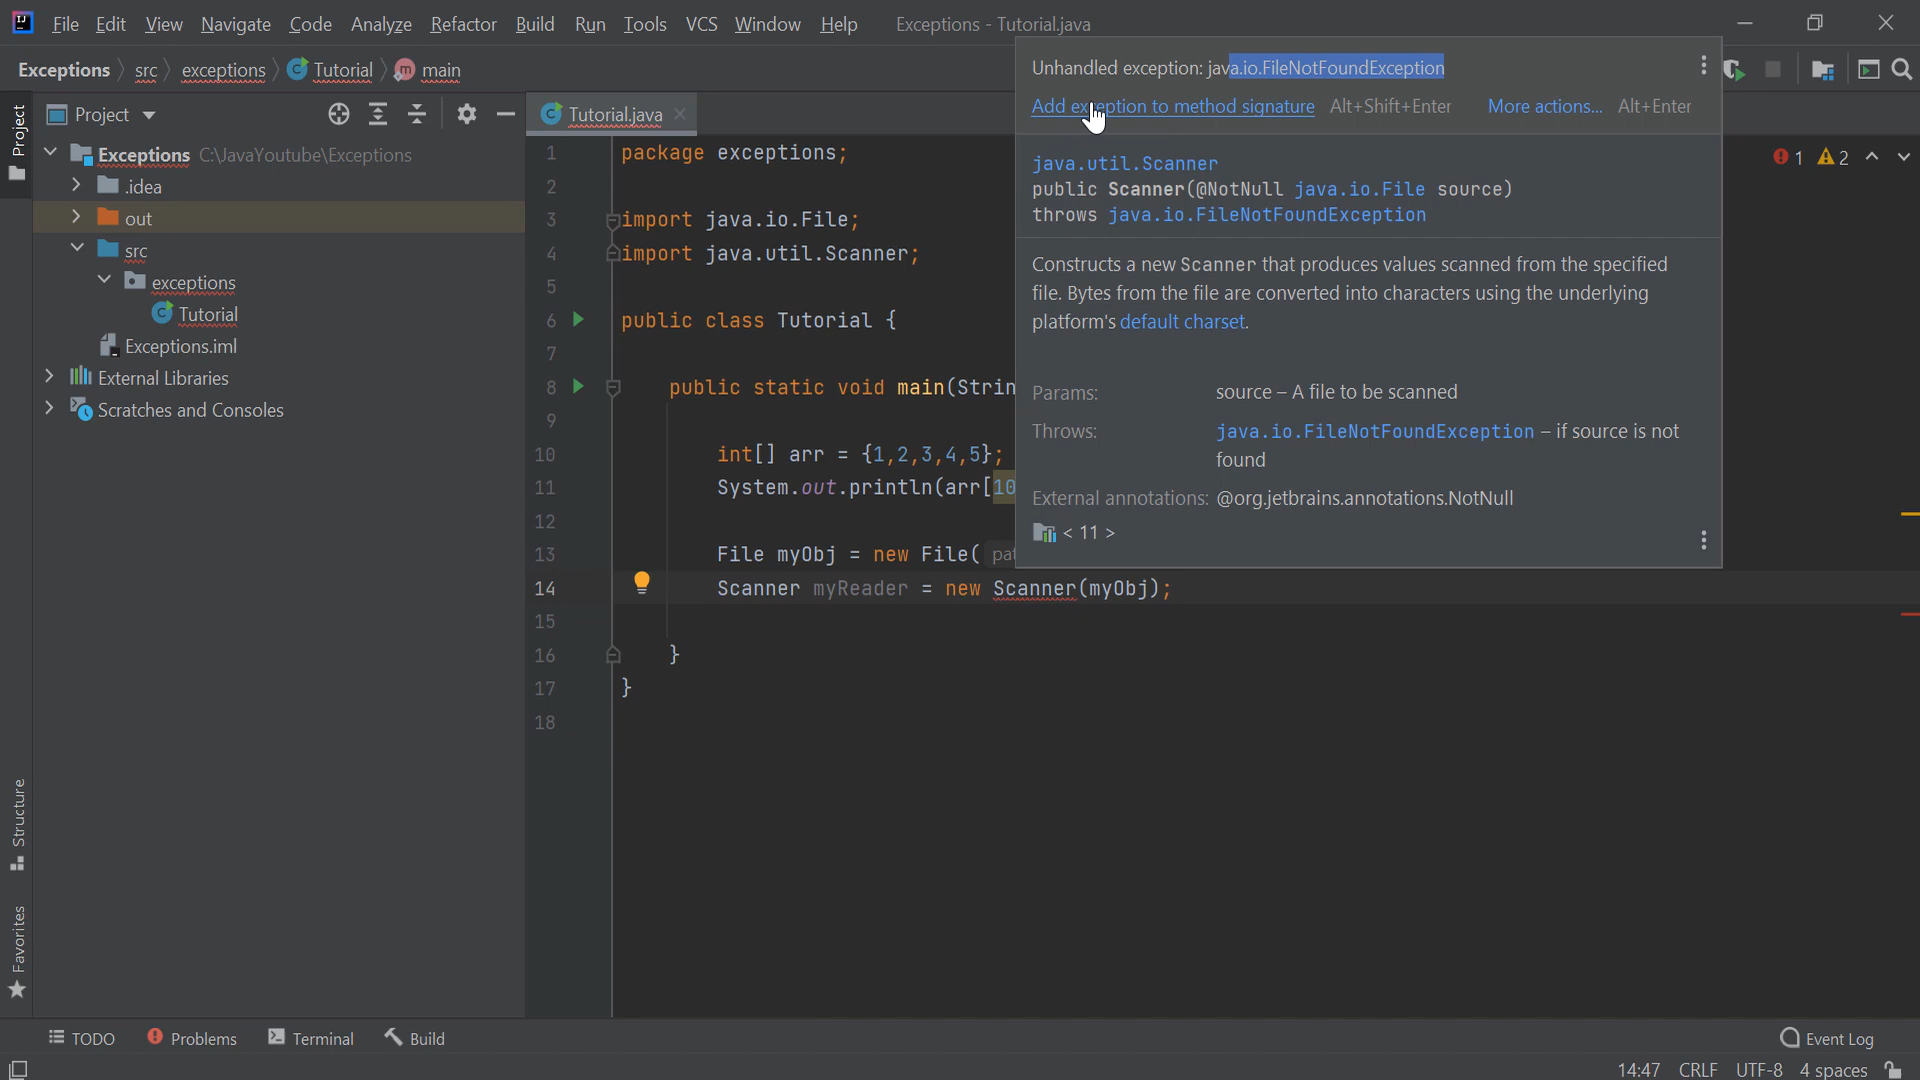 File Edit View Navigate Code Analyze Refactor Build Run Tools VCS Window Help Exceptions - Tutorial.java
Exceptions src exceptions Tutorial main
Project
Exceptions C:\JavaYoutube\Exceptions
.idea
out
src
exceptions
Tutorial
Exceptions.iml
External Libraries
Scratches and Consoles
Project
Structure
Favorites
Tutorial.java
1 package exceptions;
2
3 import java.io.File;
4 import java.util.Scanner;
5
6 public class Tutorial {
7
8 public static void main(Strin
9
10 int[] arr = {1,2,3,4,5};
11 System.out.println(arr[10
12
13 File myObj = new File( pat
14 Scanner myReader = new Scanner(myObj);
15
16 }
17 }
18
Unhandled exception: java.io.FileNotFoundException
Add exception to method signature Alt+Shift+Enter More actions... Alt+Enter
java.util.Scanner
public Scanner(@NotNull java.io.File source)
throws java.io.FileNotFoundException
Constructs a new Scanner that produces values scanned from the specified
file. Bytes from the file are converted into characters using the underlying
platform's default charset.
Params: source – A file to be scanned
Throws: java.io.FileNotFoundException – if source is not
found
External annotations: @org.jetbrains.annotations.NotNull
< 11 >
1 2
TODO Problems Terminal Build Event Log
14:47 CRLF UTF-8 4 spaces